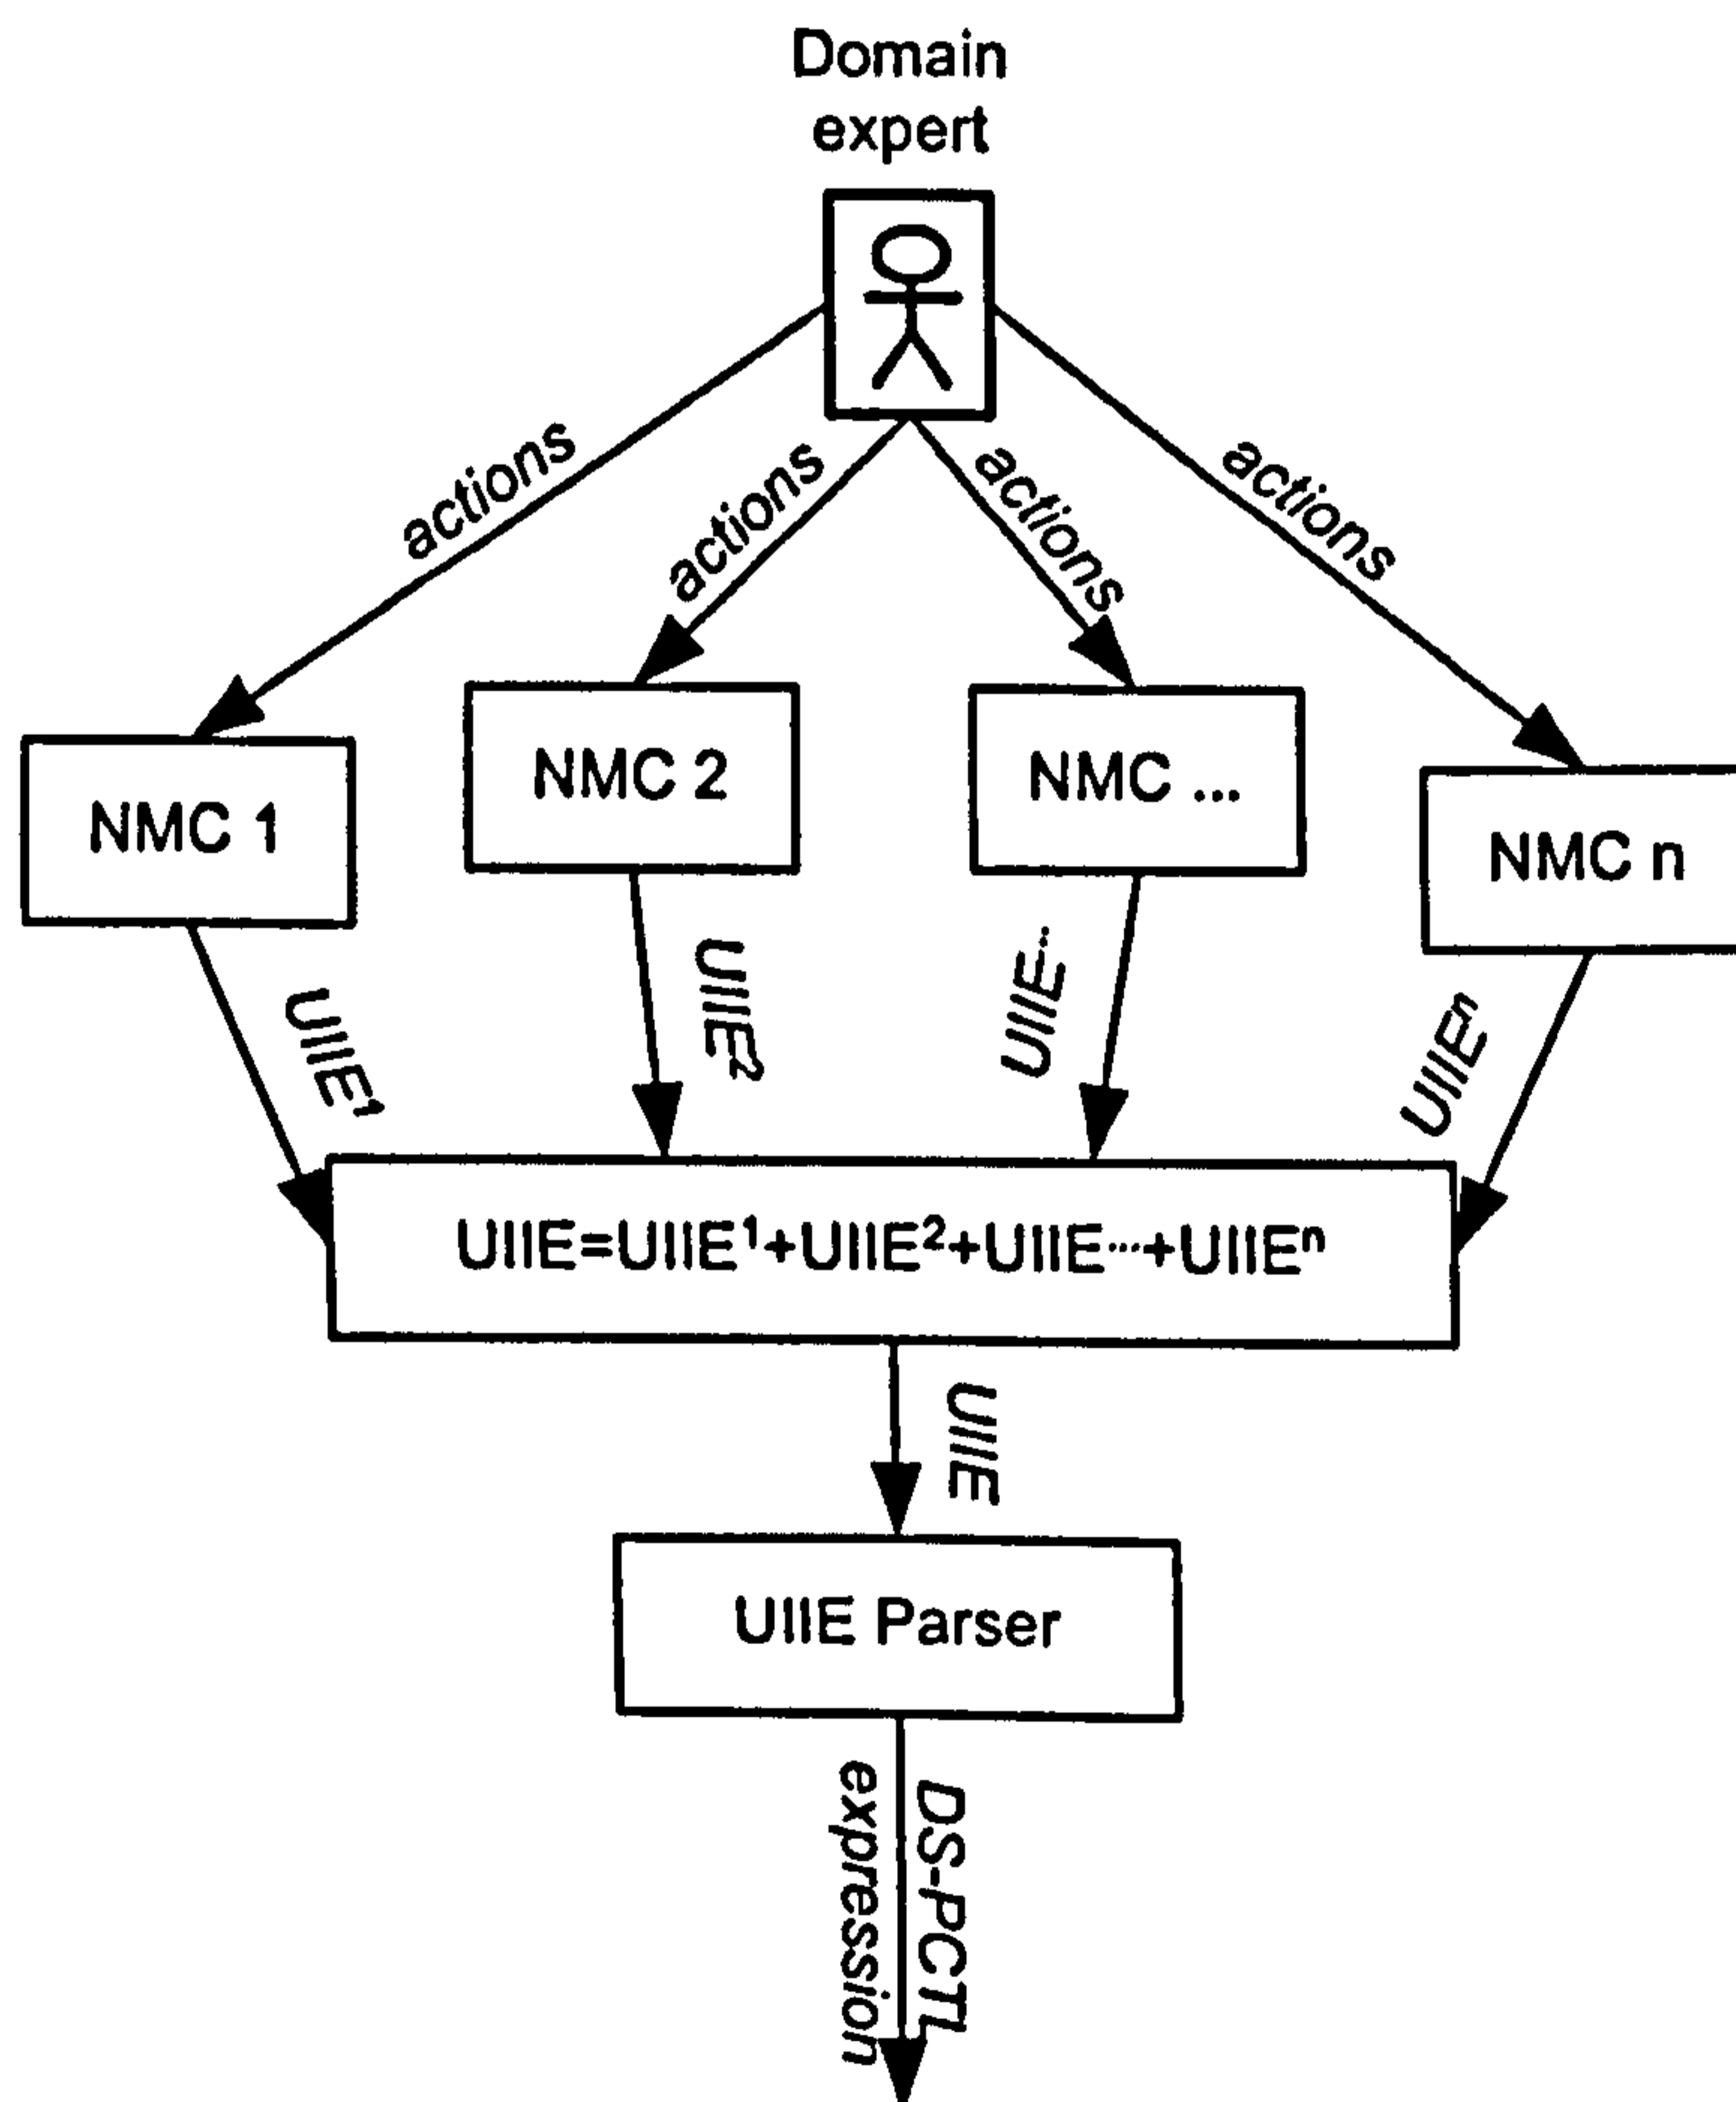 Domain
expert
actions
actions
actions
actions
NMC 1
NMC 2
NMC ...
NMC n
UIIE¹
UIIE²
UIIE...
UIIEⁿ
UIIE=UIIE¹+UIIE²+UIIE...+UIIEⁿ
UIIE
UIIE Parser
DS-PCTL
expression